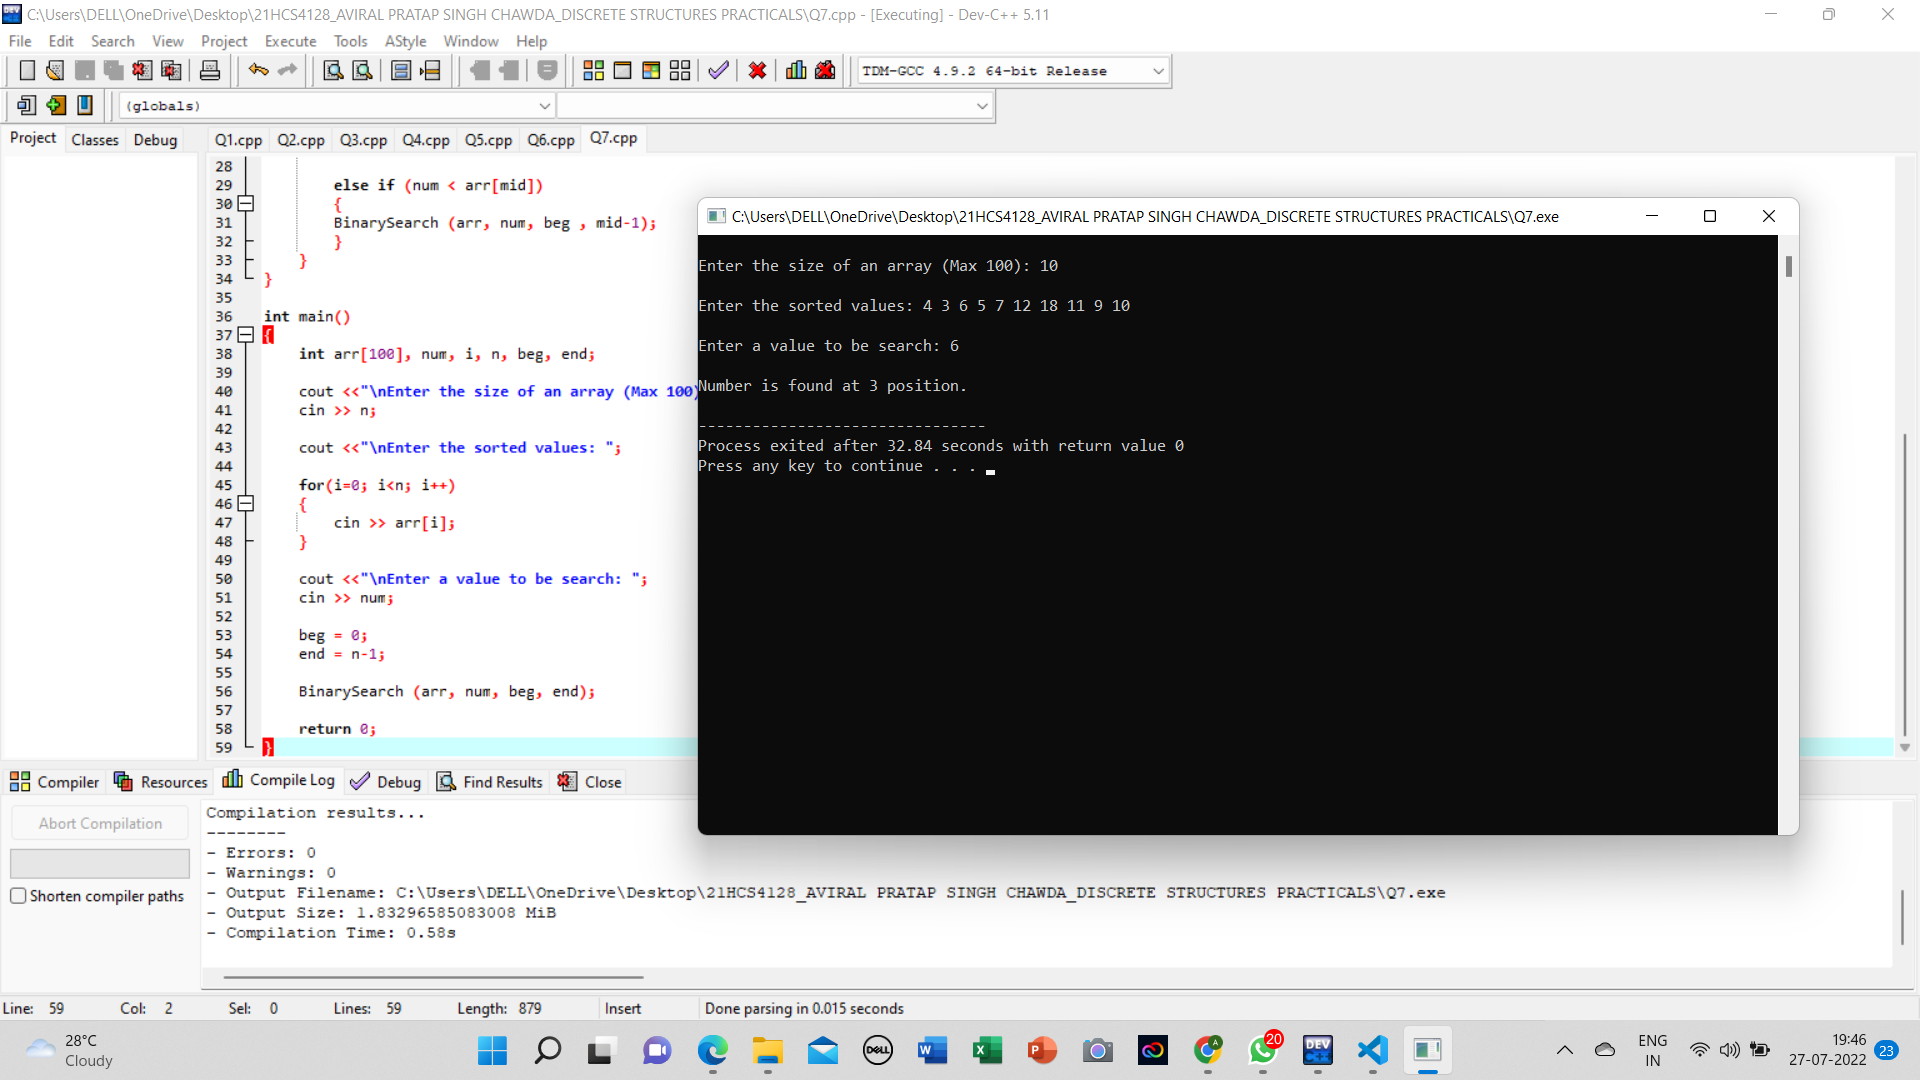 C:\Users\DELL\OneDrive\Desktop\21HCS4128_AVIRAL PRATAP SINGH CHAWDA_DISCRETE STRUCTURES PRACTICALS\Q7.cpp - [Executing] - Dev-C++ 5.11
File Edit Search View Project Execute Tools AStyle Window Help
TDM-GCC 4.9.2 64-bit Release
(globals)
Project Classes Debug
Q1.cpp Q2.cpp Q3.cpp Q4.cpp Q5.cpp Q6.cpp Q7.cpp
28
29 else if (num < arr[mid])
30 {
31 BinarySearch (arr, num, beg , mid-1);
32 }
33 }
34 }
35
36 int main()
37 {
38 int arr[100], num, i, n, beg, end;
39
40 cout <<"\nEnter the size of an array (Max 100)
41 cin >> n;
42
43 cout <<"\nEnter the sorted values: ";
44
45 for(i=0; i<n; i++)
46 {
47 cin >> arr[i];
48 }
49
50 cout <<"\nEnter a value to be search: ";
51 cin >> num;
52
53 beg = 0;
54 end = n-1;
55
56 BinarySearch (arr, num, beg, end);
57
58 return 0;
59 }
C:\Users\DELL\OneDrive\Desktop\21HCS4128_AVIRAL PRATAP SINGH CHAWDA_DISCRETE STRUCTURES PRACTICALS\Q7.exe
Enter the size of an array (Max 100): 10
Enter the sorted values: 4 3 6 5 7 12 18 11 9 10
Enter a value to be search: 6
Number is found at 3 position.
--------------------------------
Process exited after 32.84 seconds with return value 0
Press any key to continue . . .
Compiler Resources Compile Log Debug Find Results Close
Abort Compilation
Shorten compiler paths
Compilation results...
--------
- Errors: 0
- Warnings: 0
- Output Filename: C:\Users\DELL\OneDrive\Desktop\21HCS4128_AVIRAL PRATAP SINGH CHAWDA_DISCRETE STRUCTURES PRACTICALS\Q7.exe
- Output Size: 1.83296585083008 MiB
- Compilation Time: 0.58s
Line: 59 Col: 2 Sel: 0 Lines: 59 Length: 879 Insert Done parsing in 0.015 seconds
28°C
Cloudy
DELL
20
DEV
C++
ENG
IN
19:46
27-07-2022
23